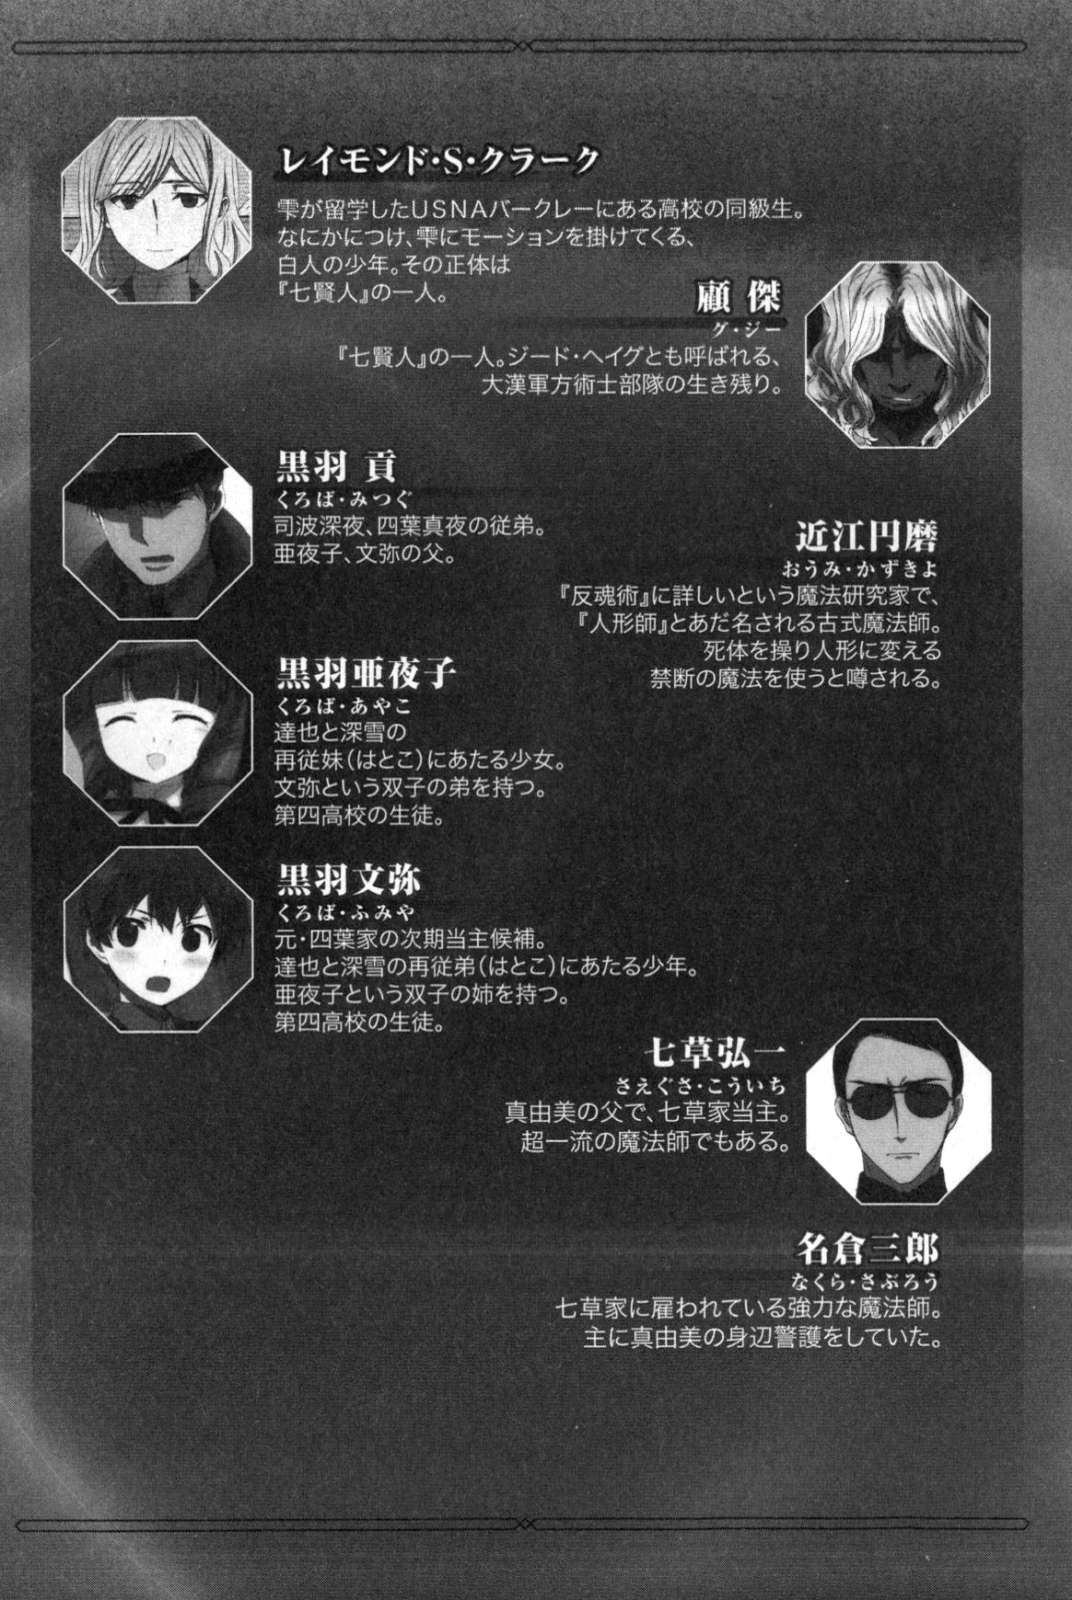 レイモンド・S・クラーク
雫が留学したUSNAバークレーにある高校の同級生。
なにかにつけ、雫にモーションを掛けてくる、
白人の少年。その正体は
『七賢人』の一人。
顧 傑
グ・ジー
『七賢人』の一人。ジード・ヘイグとも呼ばれる、
大漢軍方術士部隊の生き残り。
黒羽 貢
くろば・みつぐ
司波深夜、四葉真夜の従弟。
亜夜子、文弥の父。
近江円磨
おうみ・かずきよ
『反魂術』に詳しいという魔法研究家で、
『人形師』とあだ名される古式魔法師。
死体を操り人形に変える
禁断の魔法を使うと噂される。
黒羽亜夜子
くろば・あやこ
達也と深雪の
再従妹（はとこ）にあたる少女。
文弥という双子の弟を持つ。
第四高校の生徒。
黒羽文弥
くろば・ふみや
元・四葉家の次期当主候補。
達也と深雪の再従弟（はとこ）にあたる少年。
亜夜子という双子の姉を持つ。
第四高校の生徒。
七草弘一
さえぐさ・こういち
真由美の父で、七草家当主。
超一流の魔法師でもある。
名倉三郎
なくら・さぶろう
七草家に雇われている強力な魔法師。
主に真由美の身辺警護をしていた。